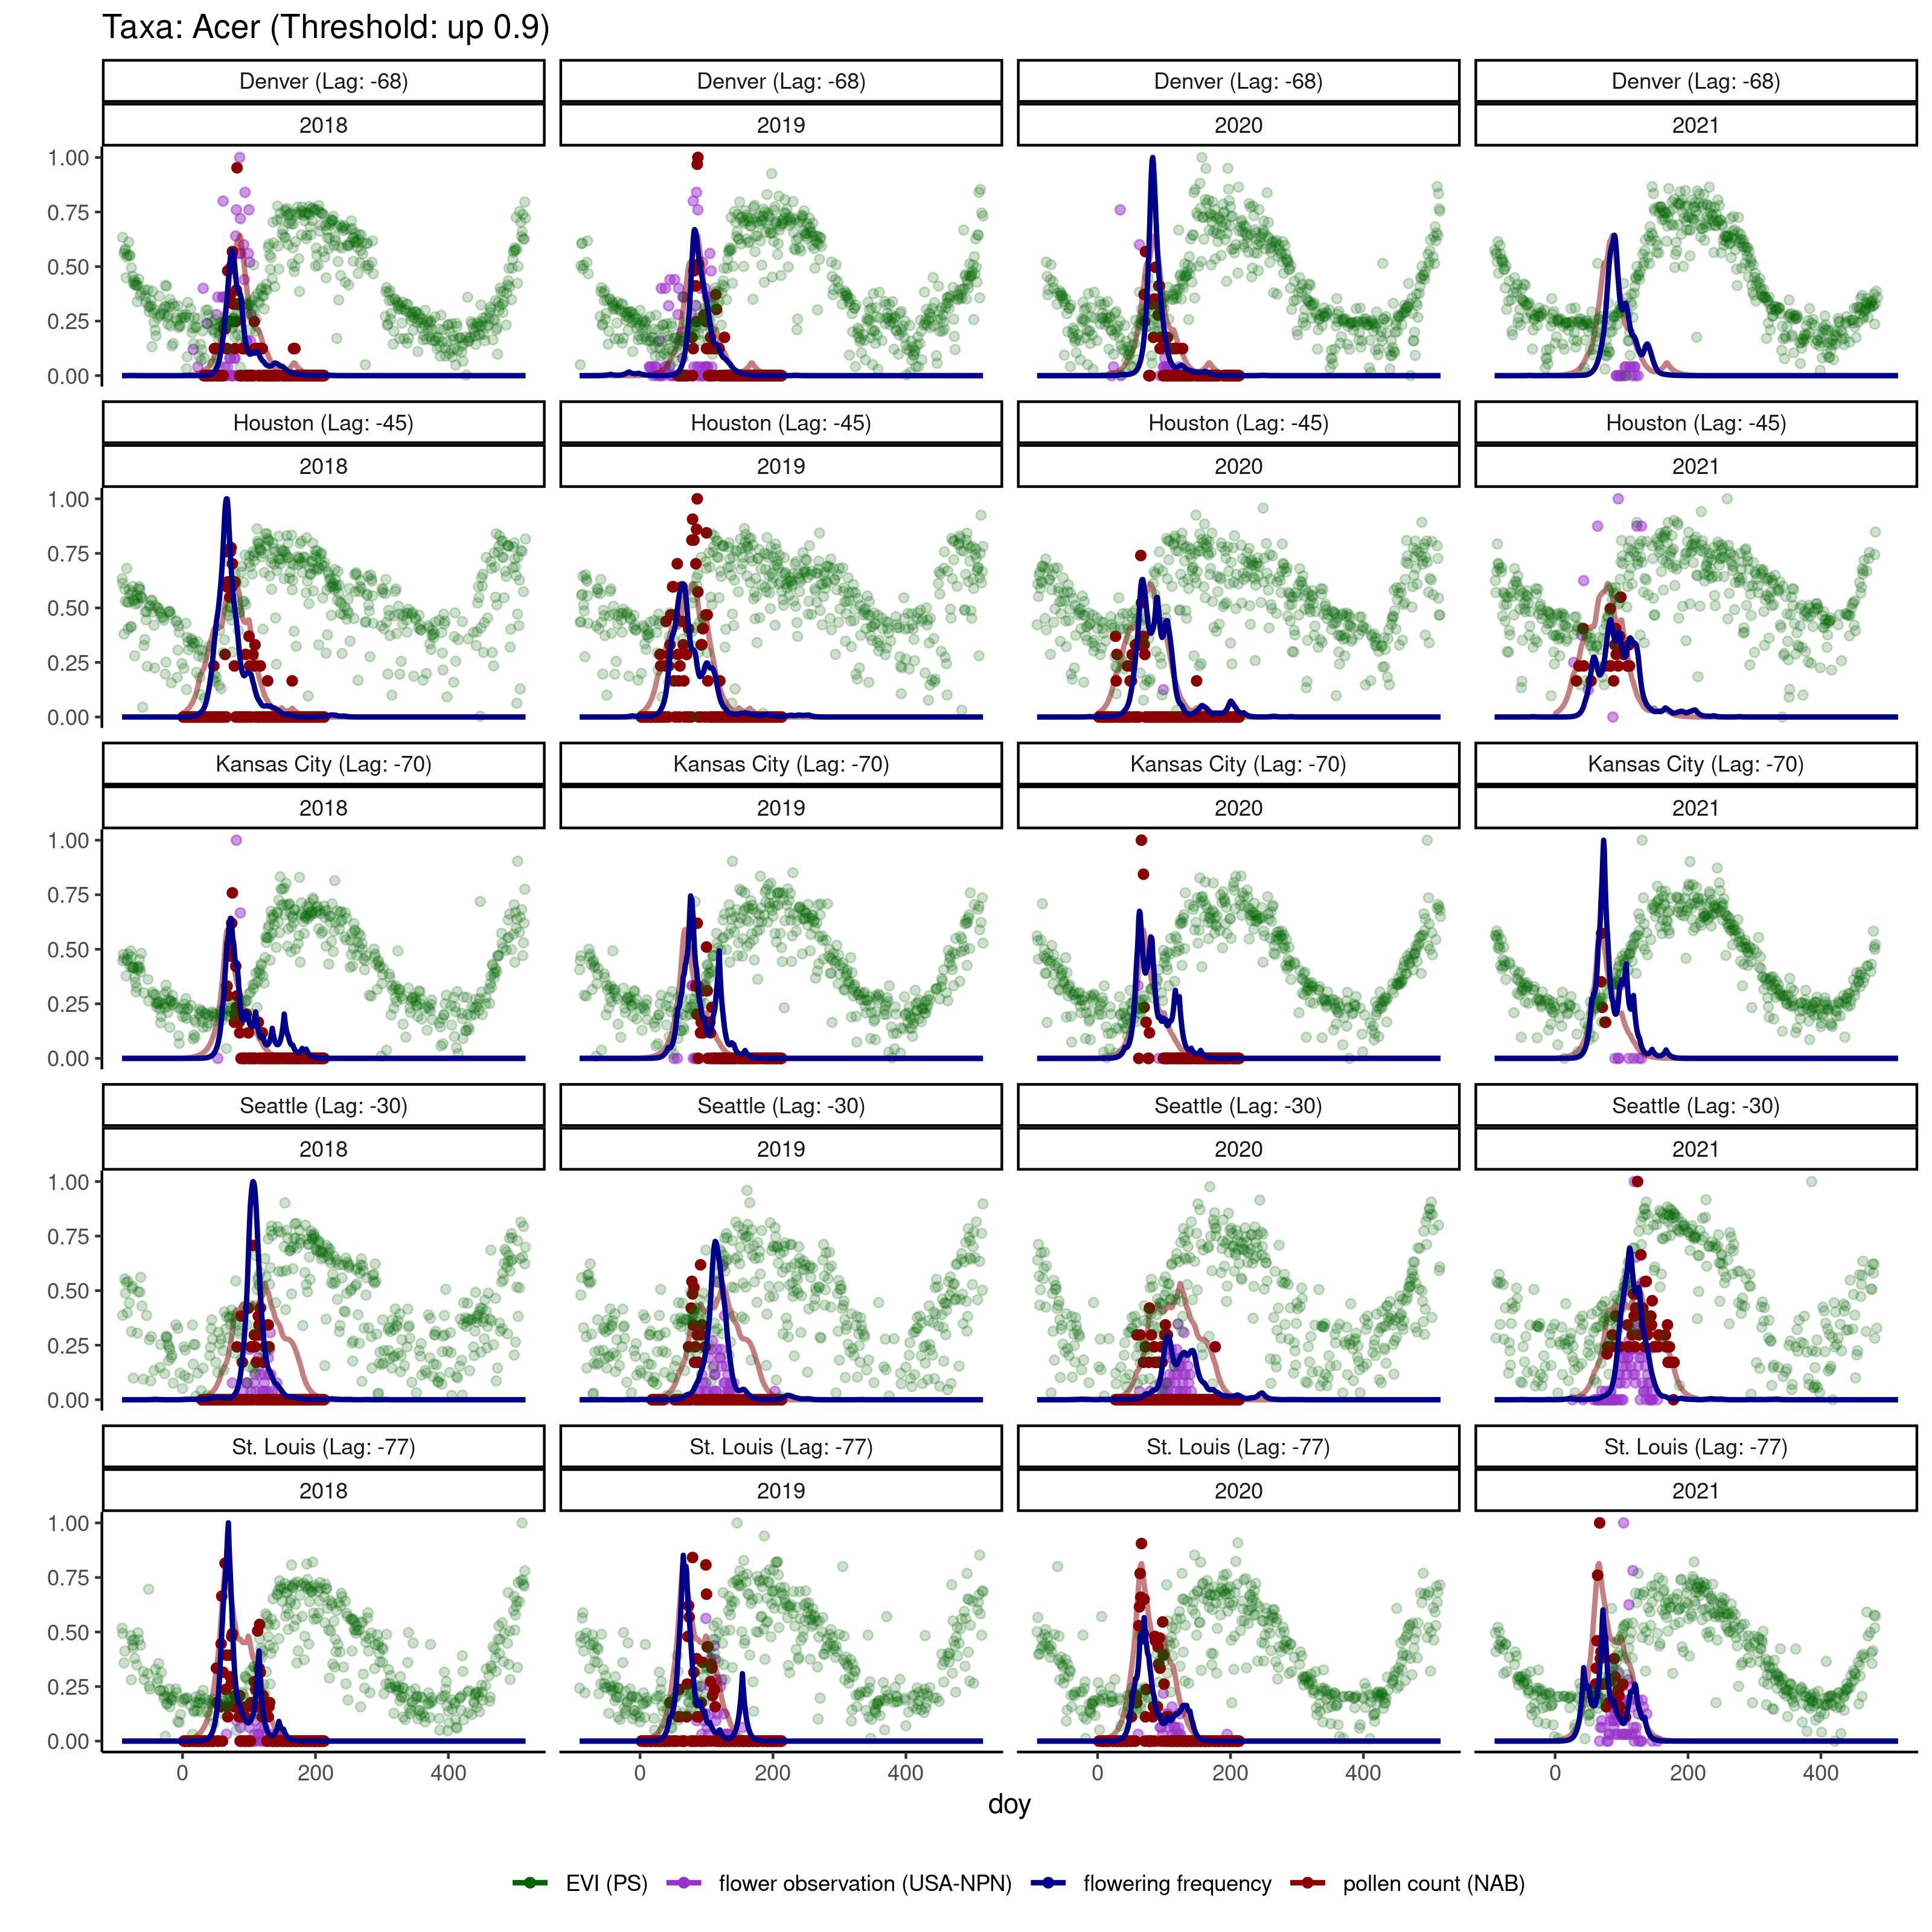 Taxa: Acer (Threshold: up 0.9)
Denver (Lag: -68) Denver (Lag: -68) Denver (Lag: -68) Denver (Lag: -68)
2018 2019 2020 2021
1.00
0.75
0.50
0.25
0.00
Houston (Lag: -45) Houston (Lag: -45) Houston (Lag: -45) Houston (Lag: -45)
2018 2019 2020 2021
1.00
0.75
0.50
0.25
0.00
Kansas City (Lag: -70) Kansas City (Lag: -70) Kansas City (Lag: -70) Kansas City (Lag: -70)
2018 2019 2020 2021
1.00
0.75
0.50
0.25
0.00
Seattle (Lag: -30) Seattle (Lag: -30) Seattle (Lag: -30) Seattle (Lag: -30)
2018 2019 2020 2021
1.00
0.75
0.50
0.25
0.00
St. Louis (Lag: -77) St. Louis (Lag: -77) St. Louis (Lag: -77) St. Louis (Lag: -77)
2018 2019 2020 2021
1.00
0.75
0.50
0.25
0.00
0 200 400 0 200 400 0 200 400 0 200 400
doy
EVI (PS) flower observation (USA-NPN) flowering frequency pollen count (NAB)